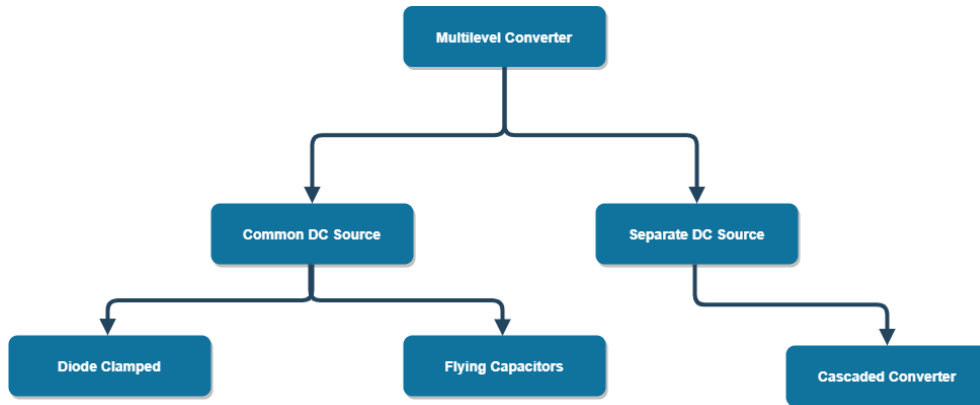 Multilevel Converter
Common DC Source
Separate DC Source
Diode Clamped
Flying Capacitors
Cascaded Converter